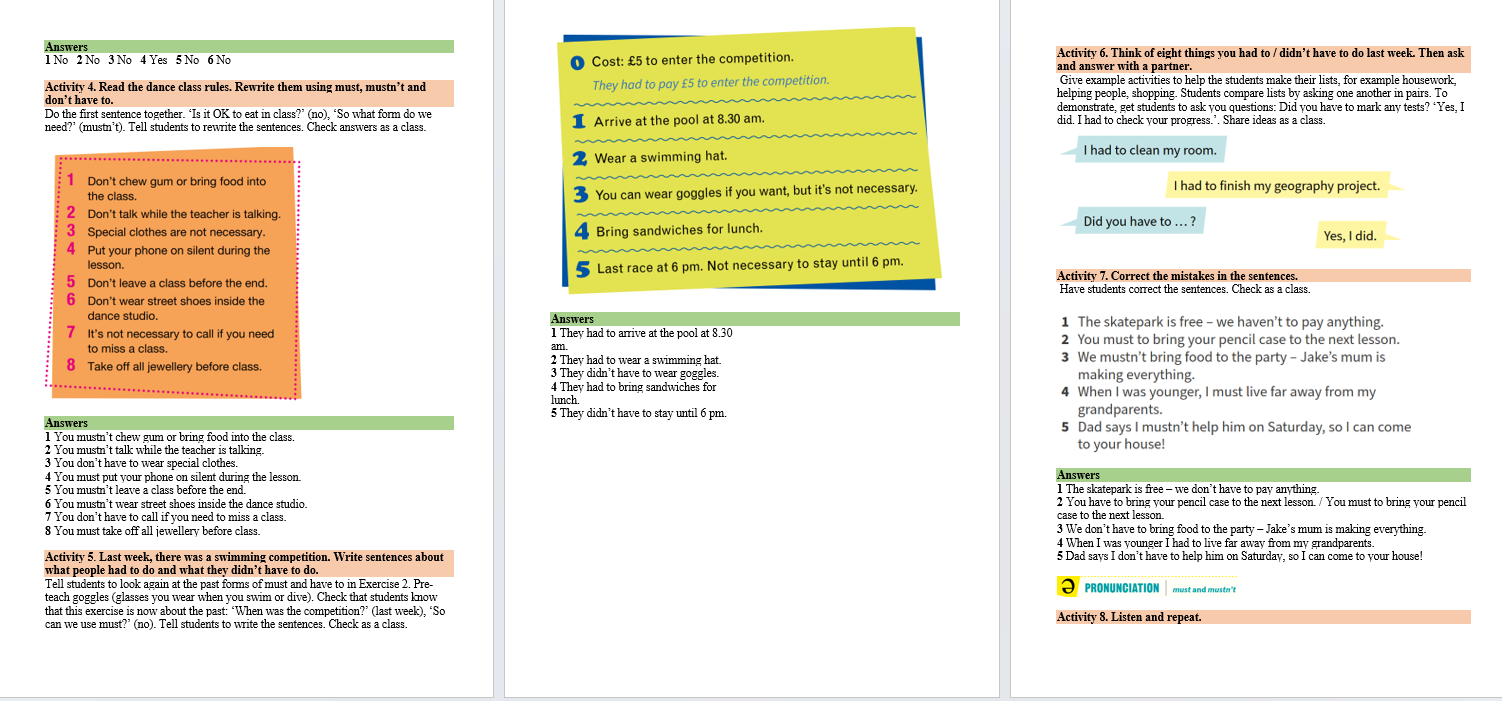 Answers
1 No 2 No 3 No 4 Yes 5 No 6 No
Activity 4. Read the dance class rules. Rewrite them using must, mustn't and
don't have to.
Do the first sentence together. 'Is it OK to eat in class?' (no), 'So what form do we
need?' (mustn't). Tell students to rewrite the sentences. Check answers as a class.
1 Don't chew gum or bring food into
the class.
2 Don't talk while the teacher is talking.
3 Special clothes are not necessary.
4 Put your phone on silent during the
lesson.
5 Don't leave a class before the end.
6 Don't wear street shoes inside the
dance studio.
7 It's not necessary to call if you need
to miss a class.
8 Take off all jewellery before class.
Answers
1 You mustn't chew gum or bring food into the class.
2 You mustn't talk while the teacher is talking.
3 You don't have to wear special clothes.
4 You must put your phone on silent during the lesson.
5 You mustn't leave a class before the end.
6 You mustn't wear street shoes inside the dance studio.
7 You don't have to call if you need to miss a class.
8 You must take off all jewellery before class.
Activity 5. Last week, there was a swimming competition. Write sentences about
what people had to do and what they didn't have to do.
Tell students to look again at the past forms of must and have to in Exercise 2. Pre-
teach goggles (glasses you wear when you swim or dive). Check that students know
that this exercise is now about the past: 'When was the competition?' (last week), 'So
can we use must?' (no). Tell students to write the sentences. Check as a class.
0 Cost: £5 to enter the competition.
They had to pay £5 to enter the competition.
1 Arrive at the pool at 8.30 am.
2 Wear a swimming hat.
3 You can wear goggles if you want, but it's not necessary.
4 Bring sandwiches for lunch.
5 Last race at 6 pm. Not necessary to stay until 6 pm.
Answers
1 They had to arrive at the pool at 8.30
am.
2 They had to wear a swimming hat.
3 They didn't have to wear goggles.
4 They had to bring sandwiches for
lunch.
5 They didn't have to stay until 6 pm.
Activity 6. Think of eight things you had to / didn't have to do last week. Then ask
and answer with a partner.
Give example activities to help the students make their lists, for example housework,
helping people, shopping. Students compare lists by asking one another in pairs. To
demonstrate, get students to ask you questions: Did you have to mark any tests? 'Yes, I
did. I had to check your progress.'. Share ideas as a class.
I had to clean my room.
I had to finish my geography project.
Did you have to … ?
Yes, I did.
Activity 7. Correct the mistakes in the sentences.
Have students correct the sentences. Check as a class.
1 The skatepark is free – we haven't to pay anything.
2 You must to bring your pencil case to the next lesson.
3 We mustn't bring food to the party – Jake's mum is
making everything.
4 When I was younger, I must live far away from my
grandparents.
5 Dad says I mustn't help him on Saturday, so I can come
to your house!
Answers
1 The skatepark is free – we don't have to pay anything.
2 You have to bring your pencil case to the next lesson. / You must to bring your pencil
case to the next lesson.
3 We don't have to bring food to the party – Jake's mum is making everything.
4 When I was younger I had to live far away from my grandparents.
5 Dad says I don't have to help him on Saturday, so I can come to your house!
Ə PRONUNCIATION must and mustn't
Activity 8. Listen and repeat.